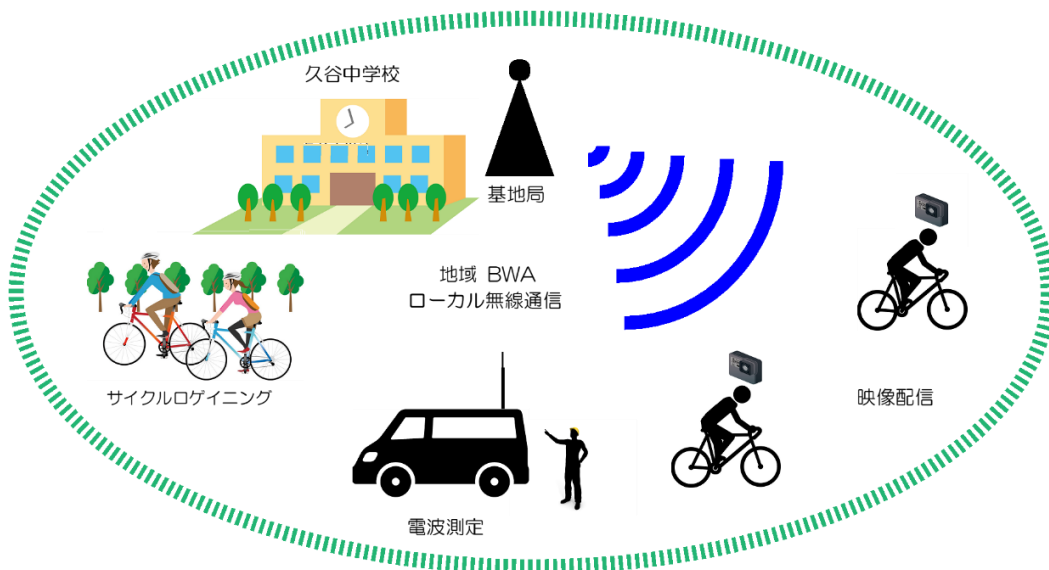 久谷中学校
基地局
地域 BWA
ローカル無線通信
サイクルロゲイニング
映像配信
電波測定